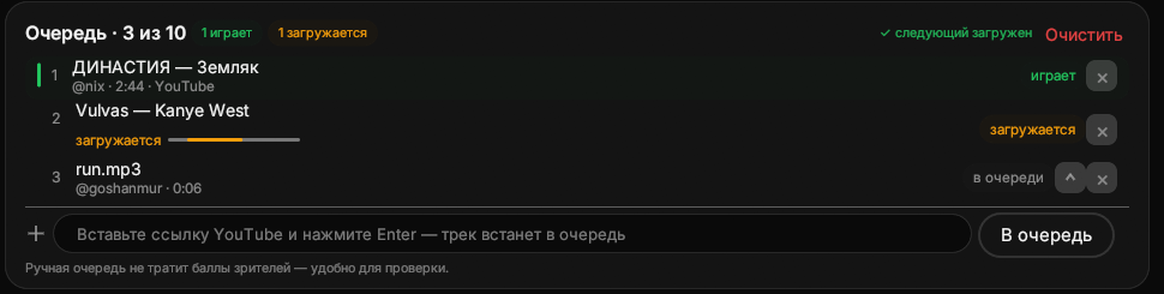 Очередь · 3 из 10 1 играет 1 загружается ✓ следующий загружен Очистить
1 ДИНАСТИЯ — Земляк играет ×
@nix · 2:44 · YouTube
2 Vulvas — Kanye West
загружается загружается ×
3 run.mp3 в очереди ^ ×
@goshanmur · 0:06
+ Вставьте ссылку YouTube и нажмите Enter — трек встанет в очередь В очередь
Ручная очередь не тратит баллы зрителей — удобно для проверки.